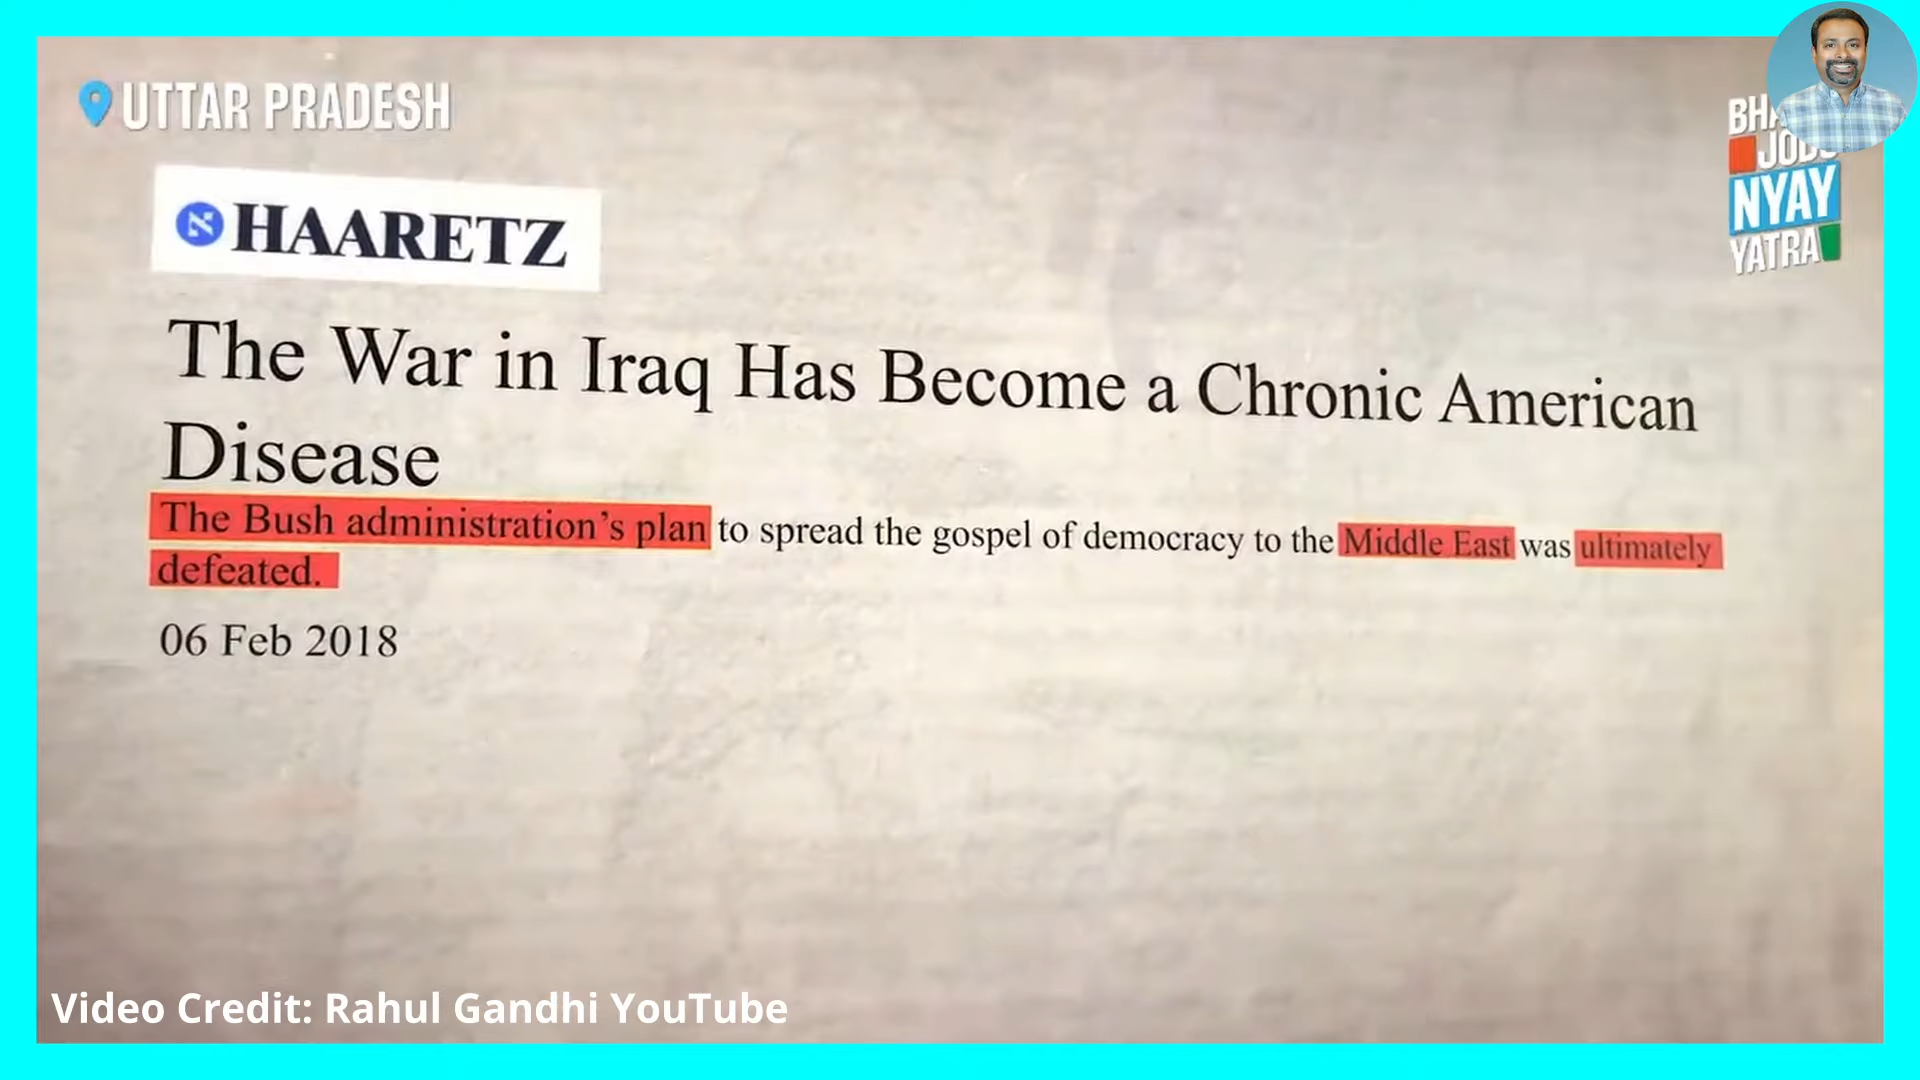 UTTAR PRADESH
NYAY
YATRA
HAARETZ
The War in Iraq Has Become a Chronic American
Disease
The Bush administration’s plan to spread the gospel of democracy to the Middle East was ultimately
defeated.
06 Feb 2018
Video Credit: Rahul Gandhi YouTube